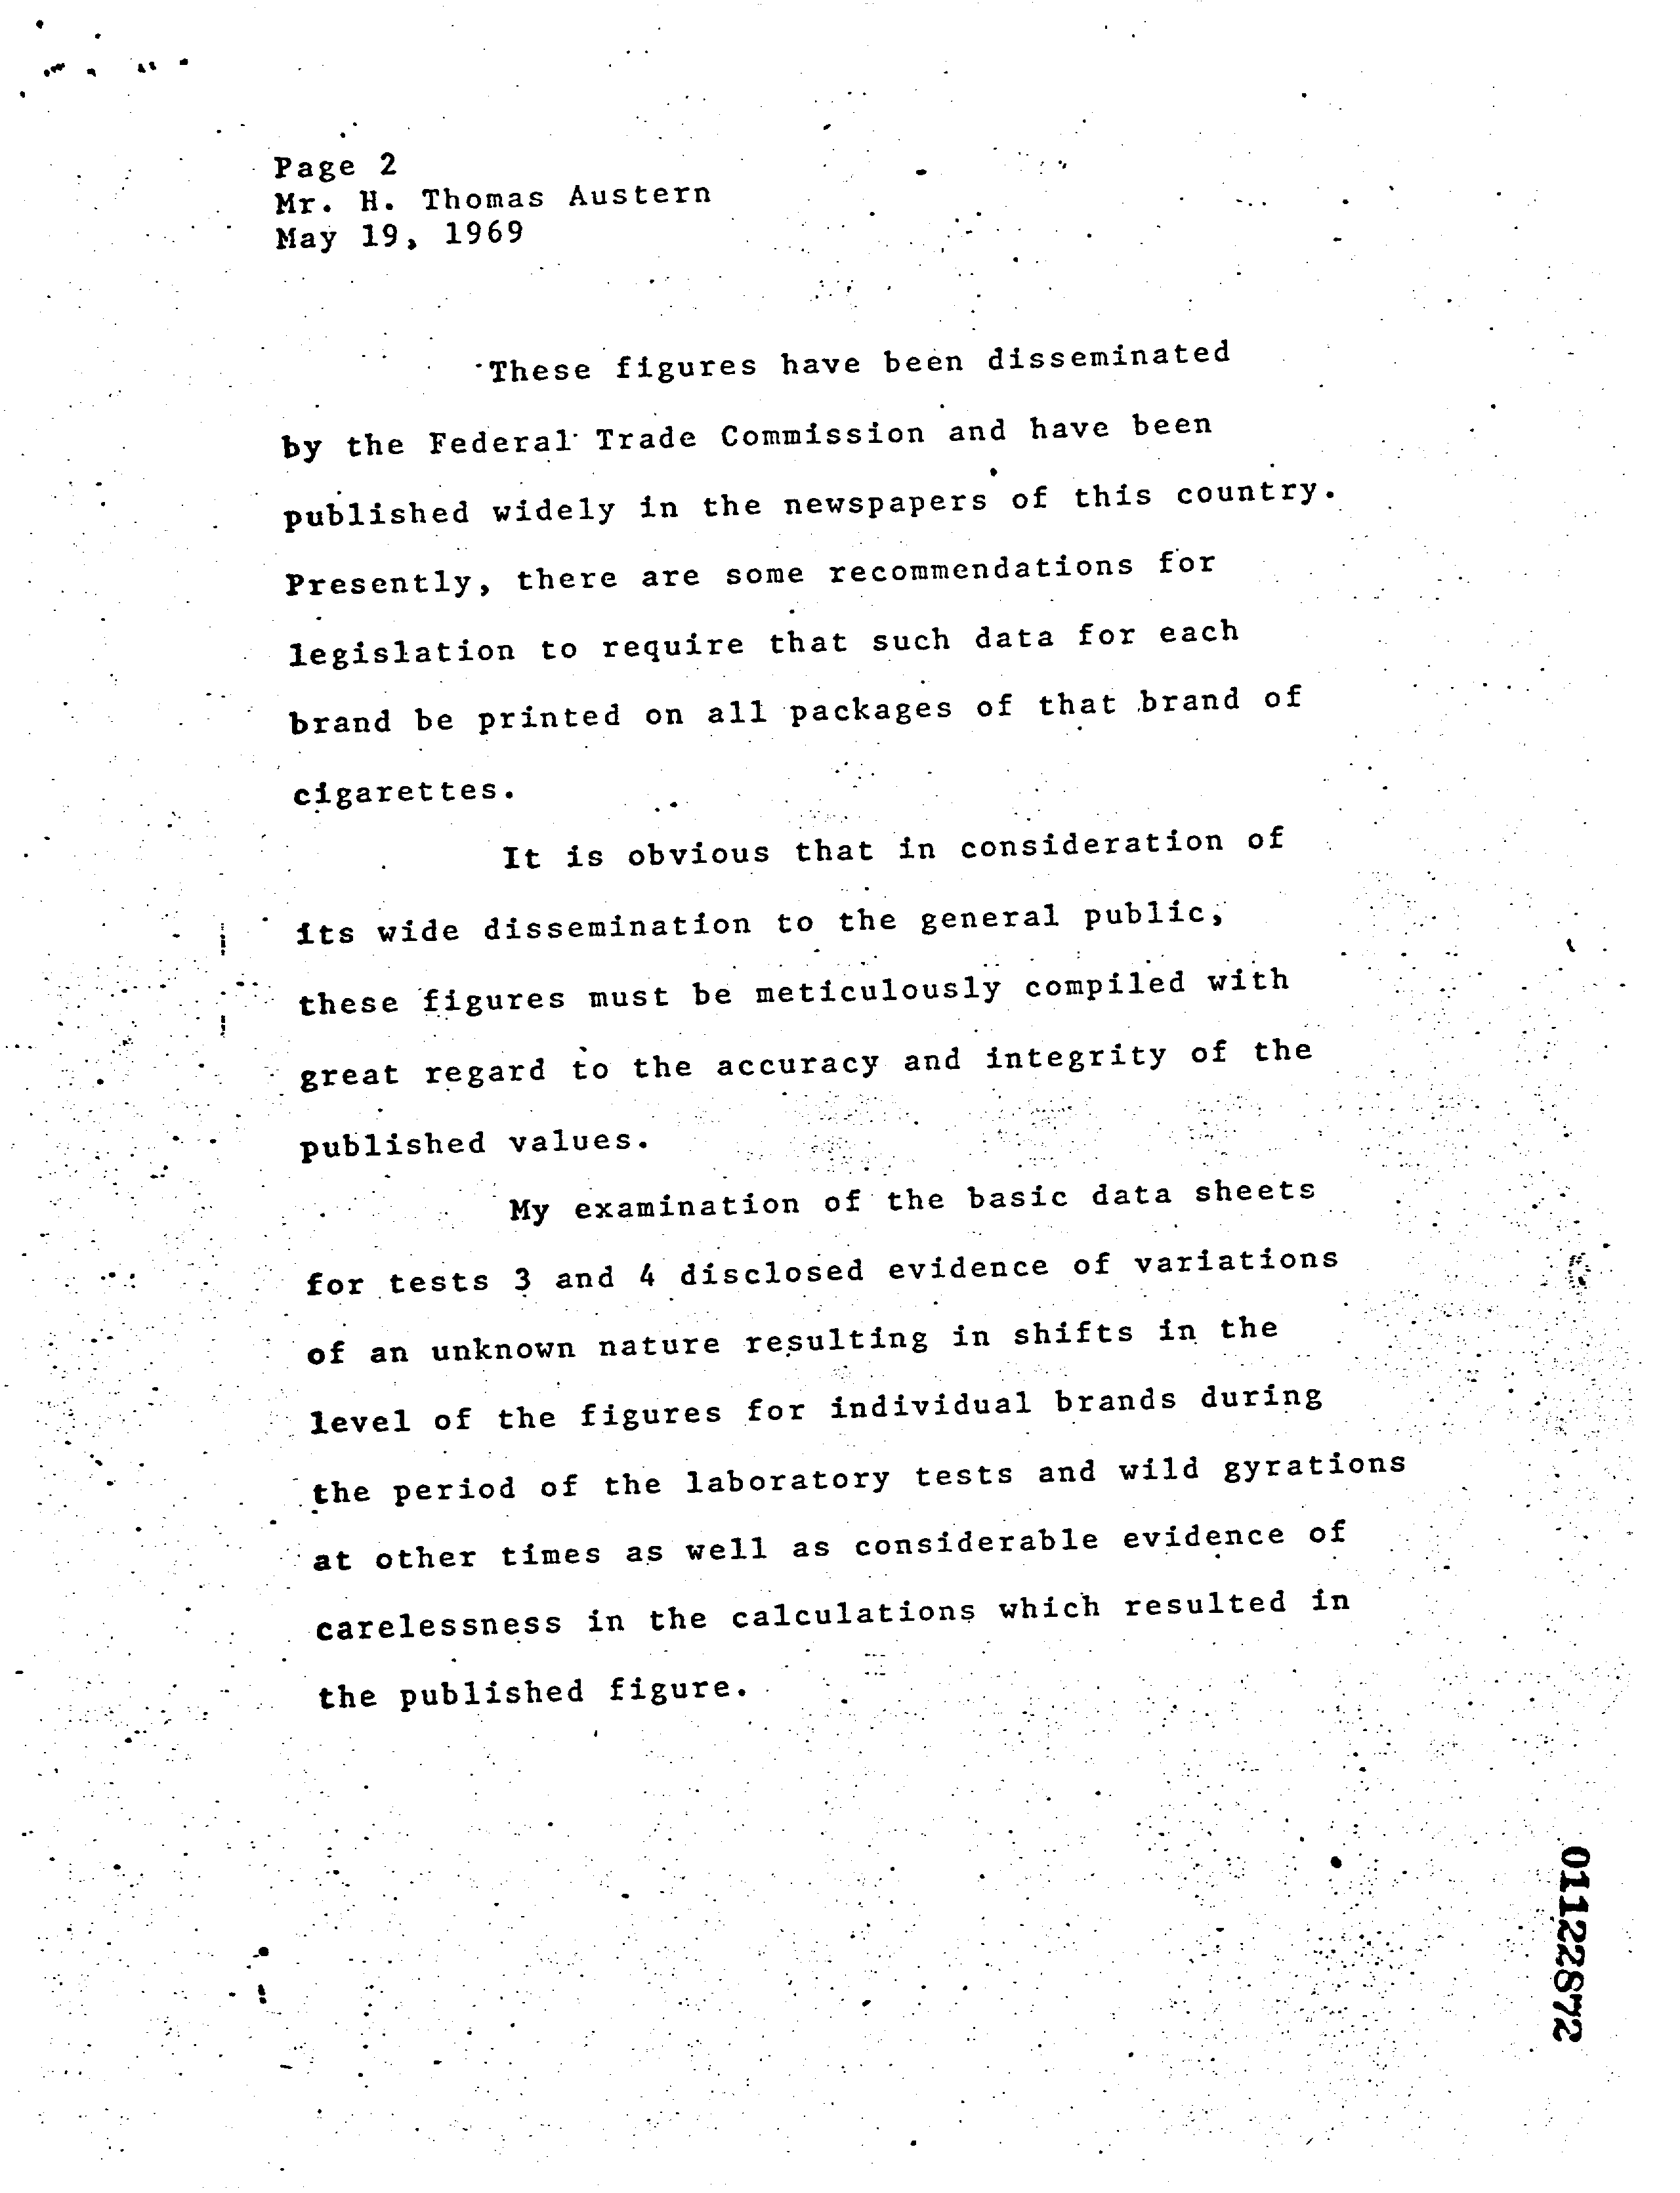 Page 2
Mr. H. Thomas Austern
May 19, 1969
These figures have been disseminated
by the Federal Trade Commission and have been
published widely in the newspapers of this country.
Presently, there are some recommendations for
legislation to require that such data for each
brand be printed on all packages of that brand of
cigarettes.
It is obvious that in consideration of
its wide dissemination to the general public,
these figures must be meticulously compiled with
great regard to the accuracy and integrity of the
published values.
My examination of the basic data sheets
for tests 3 and 4 disclosed evidence of variations
of an unknown nature resulting in shifts in the
level of the figures for individual brands during
the period of the laboratory tests and wild gyrations
at other times as well as considerable evidence of
carelessness in the calculations which resulted in
the published figure.
01122872